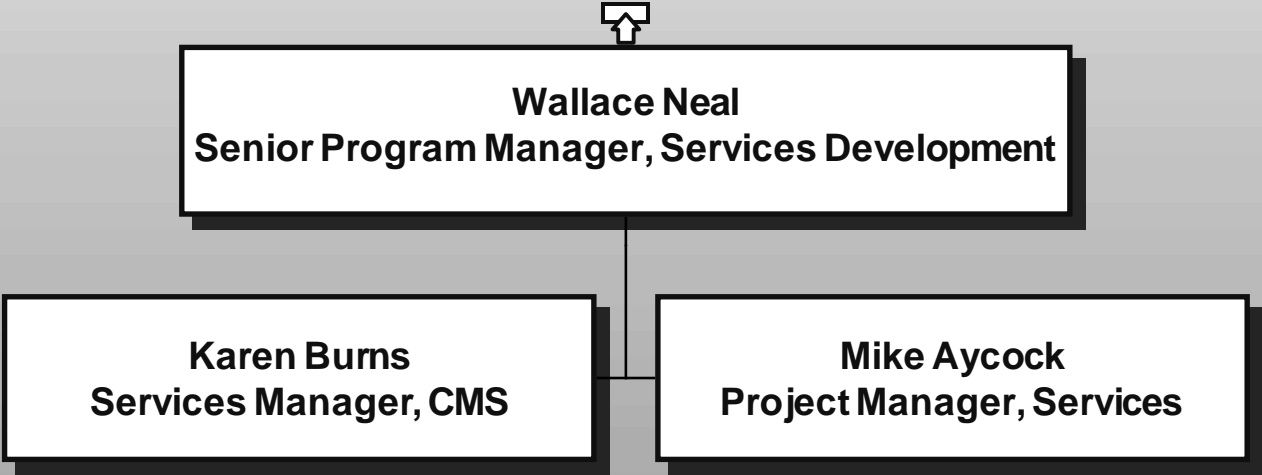 Wallace Neal
Senior Program Manager, Services Development
Karen Burns
Services Manager, CMS
Mike Aycock
Project Manager, Services